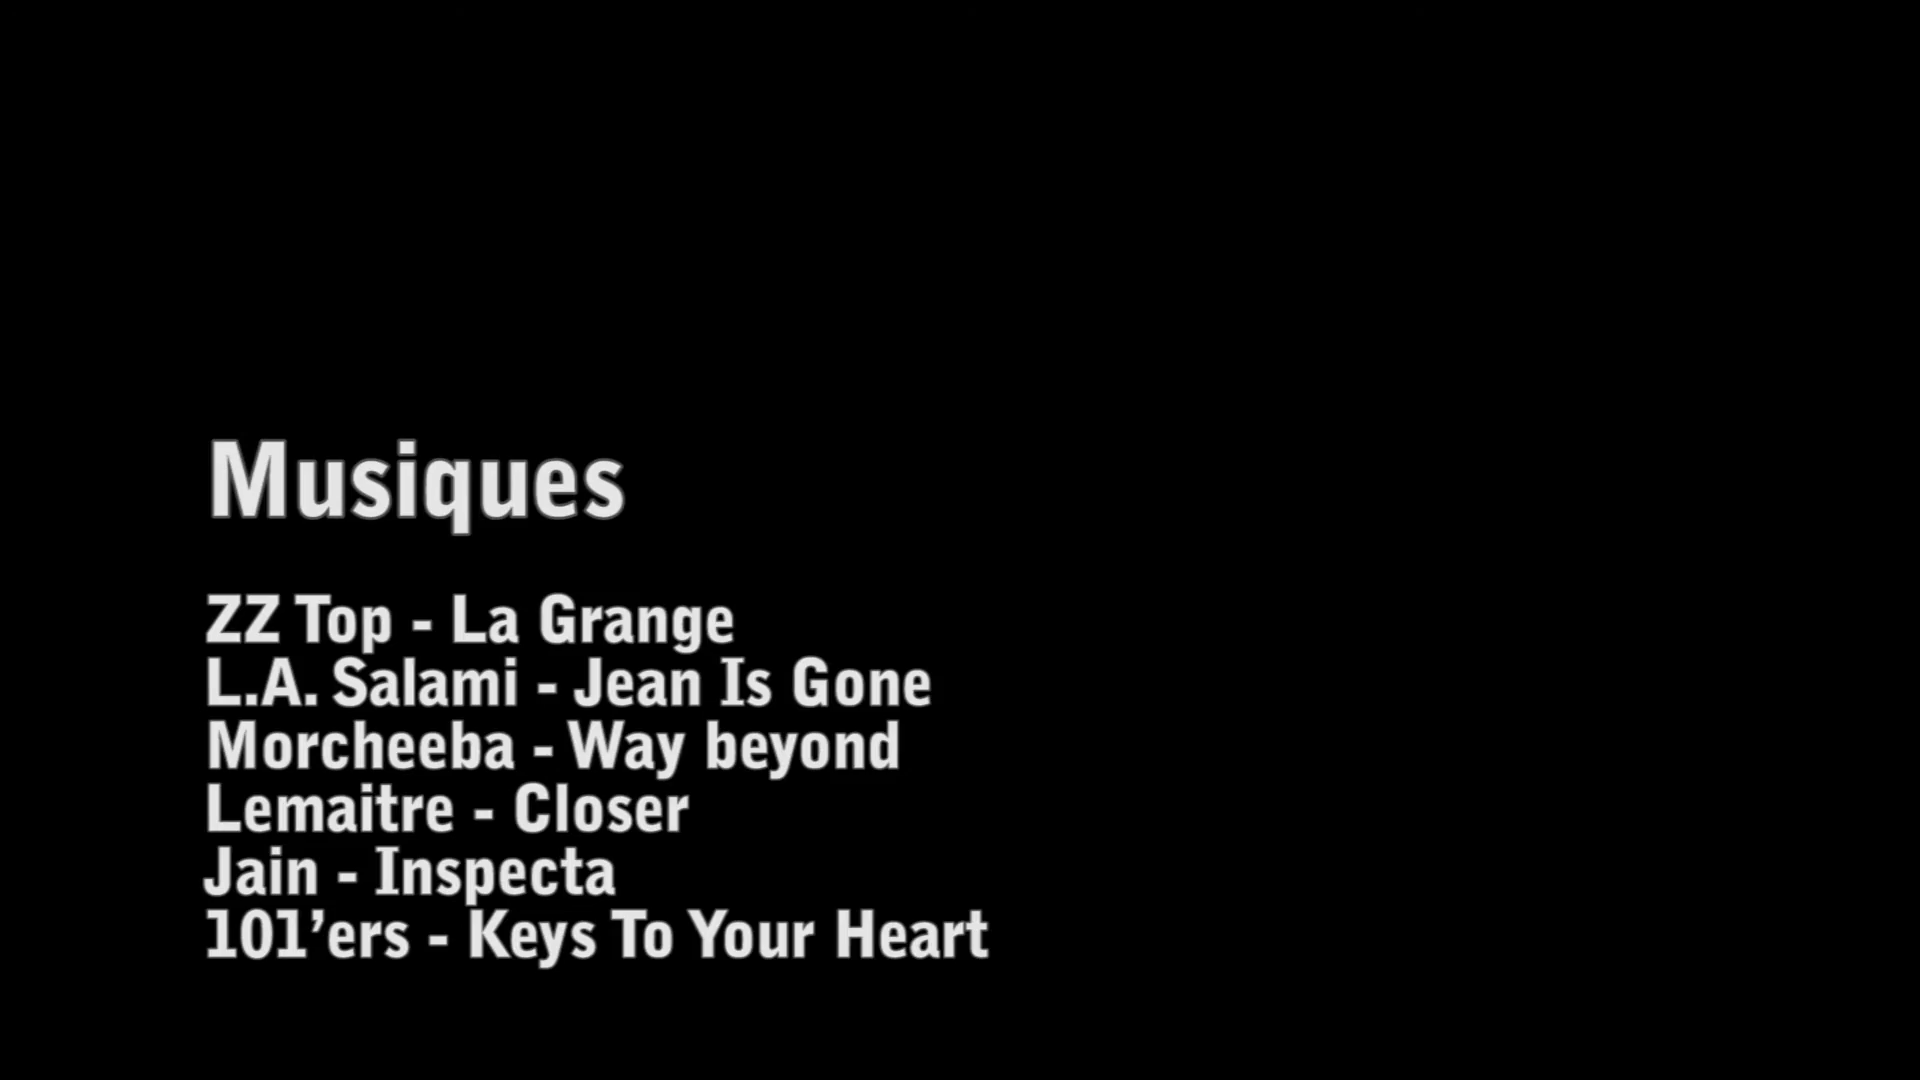 Musiques
ZZ Top - La Grange
L.A. Salami - Jean Is Gone
Morcheeba - Way beyond
Lemaitre - Closer
Jain - Inspecta
101’ers - Keys To Your Heart